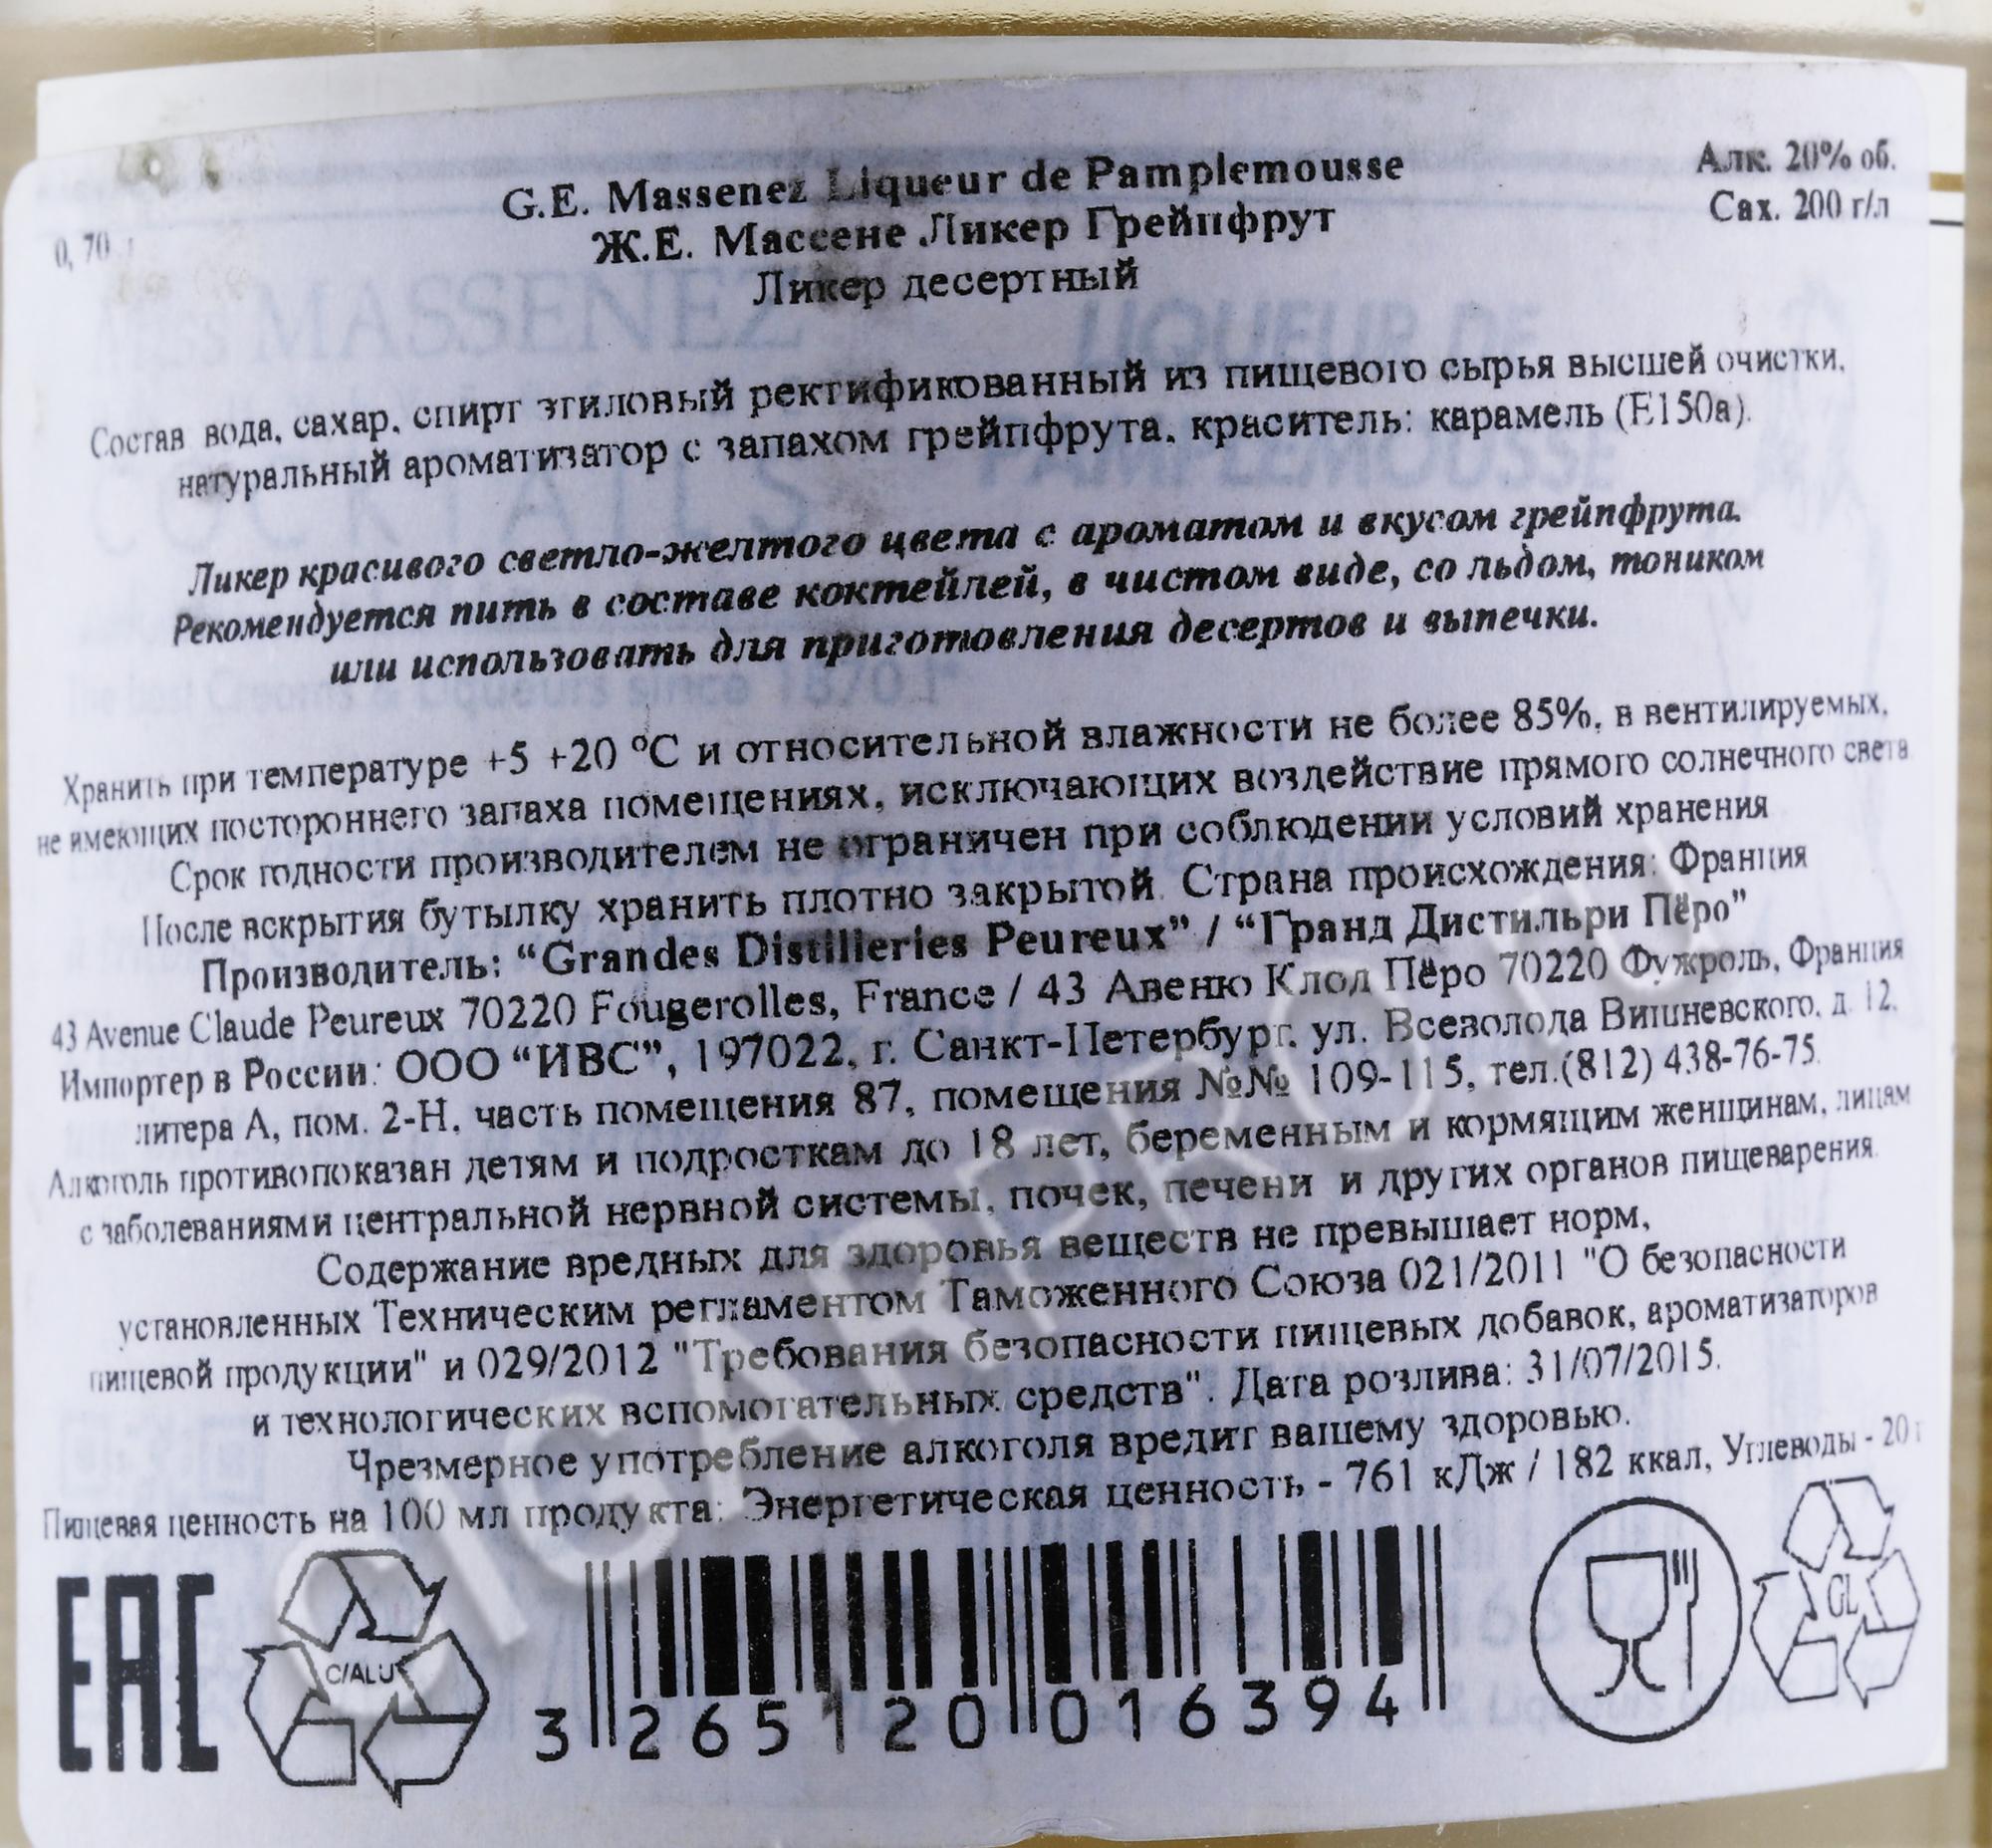 G.E. Massenez Liqueur de Pamplemousse
Алк. 20% об.
Ж.Е. Массене Ликер Грейпфрут
Сах. 200 г/л
0, 70 л
Ликер десертный
Состав вода, сахар, спирт этиловый ректификованный из пищевого сырья высшей очистки,
натуральный ароматизатор с запахом грейпфрута, краситель: карамель (Е150а).
Ликер красивого светло-желтого цвета с ароматом и вкусом грейпфрута.
Рекомендуется пить в составе коктейлей, в чистом виде, со льдом, тоником
или использовать для приготовления десертов и выпечки.
Хранить при температуре +5 +20 °С и относительной влажности не более 85%, в вентилируемых,
не имеющих постороннего запаха помещениях, исключающих воздействие прямого солнечного света
Срок годности производителем не ограничен при соблюдении условий хранения
После вскрытия бутылку хранить плотно закрытой. Страна происхождения: Франция
Производитель: “Grandes Distilleries Peureux” / “Гранд Дистильри Пёро"
43 Avenue Claude Peureux 70220 Fougerolles, France / 43 Авеню Клод Пёро 70220 Фужроль, Франция
Импортер в России: ООО “ИВС”, 197022, г. Санкт-Петербург, ул. Всеволода Вишневского, д. 12,
литера А, пом. 2-Н, часть помещения 87, помещения №№ 109-115, тел.(812) 438-76-75.
Алкоголь противопоказан детям и подросткам до 18 лет, беременным и кормящим женщинам, лицам
с заболеваниями центральной нервной системы, почек, печени и других органов пищеварения.
Содержание вредных для здоровья веществ не превышает норм,
установленных Техническим регламентом Таможенного Союза 021/2011 "О безопасности
пищевой продукции" и 029/2012 "Требования безопасности пищевых добавок, ароматизаторов
и технологических вспомогательных средств". Дата розлива: 31/07/2015.
Чрезмерное употребление алкоголя вредит вашему здоровью.
Пищевая ценность на 100 мл продукта: Энергетическая ценность - 761 кДж / 182 ккал, Углеводы - 20 г
EAC
C/ALU
3 265120 016394
GL
CIGARPRO.ru